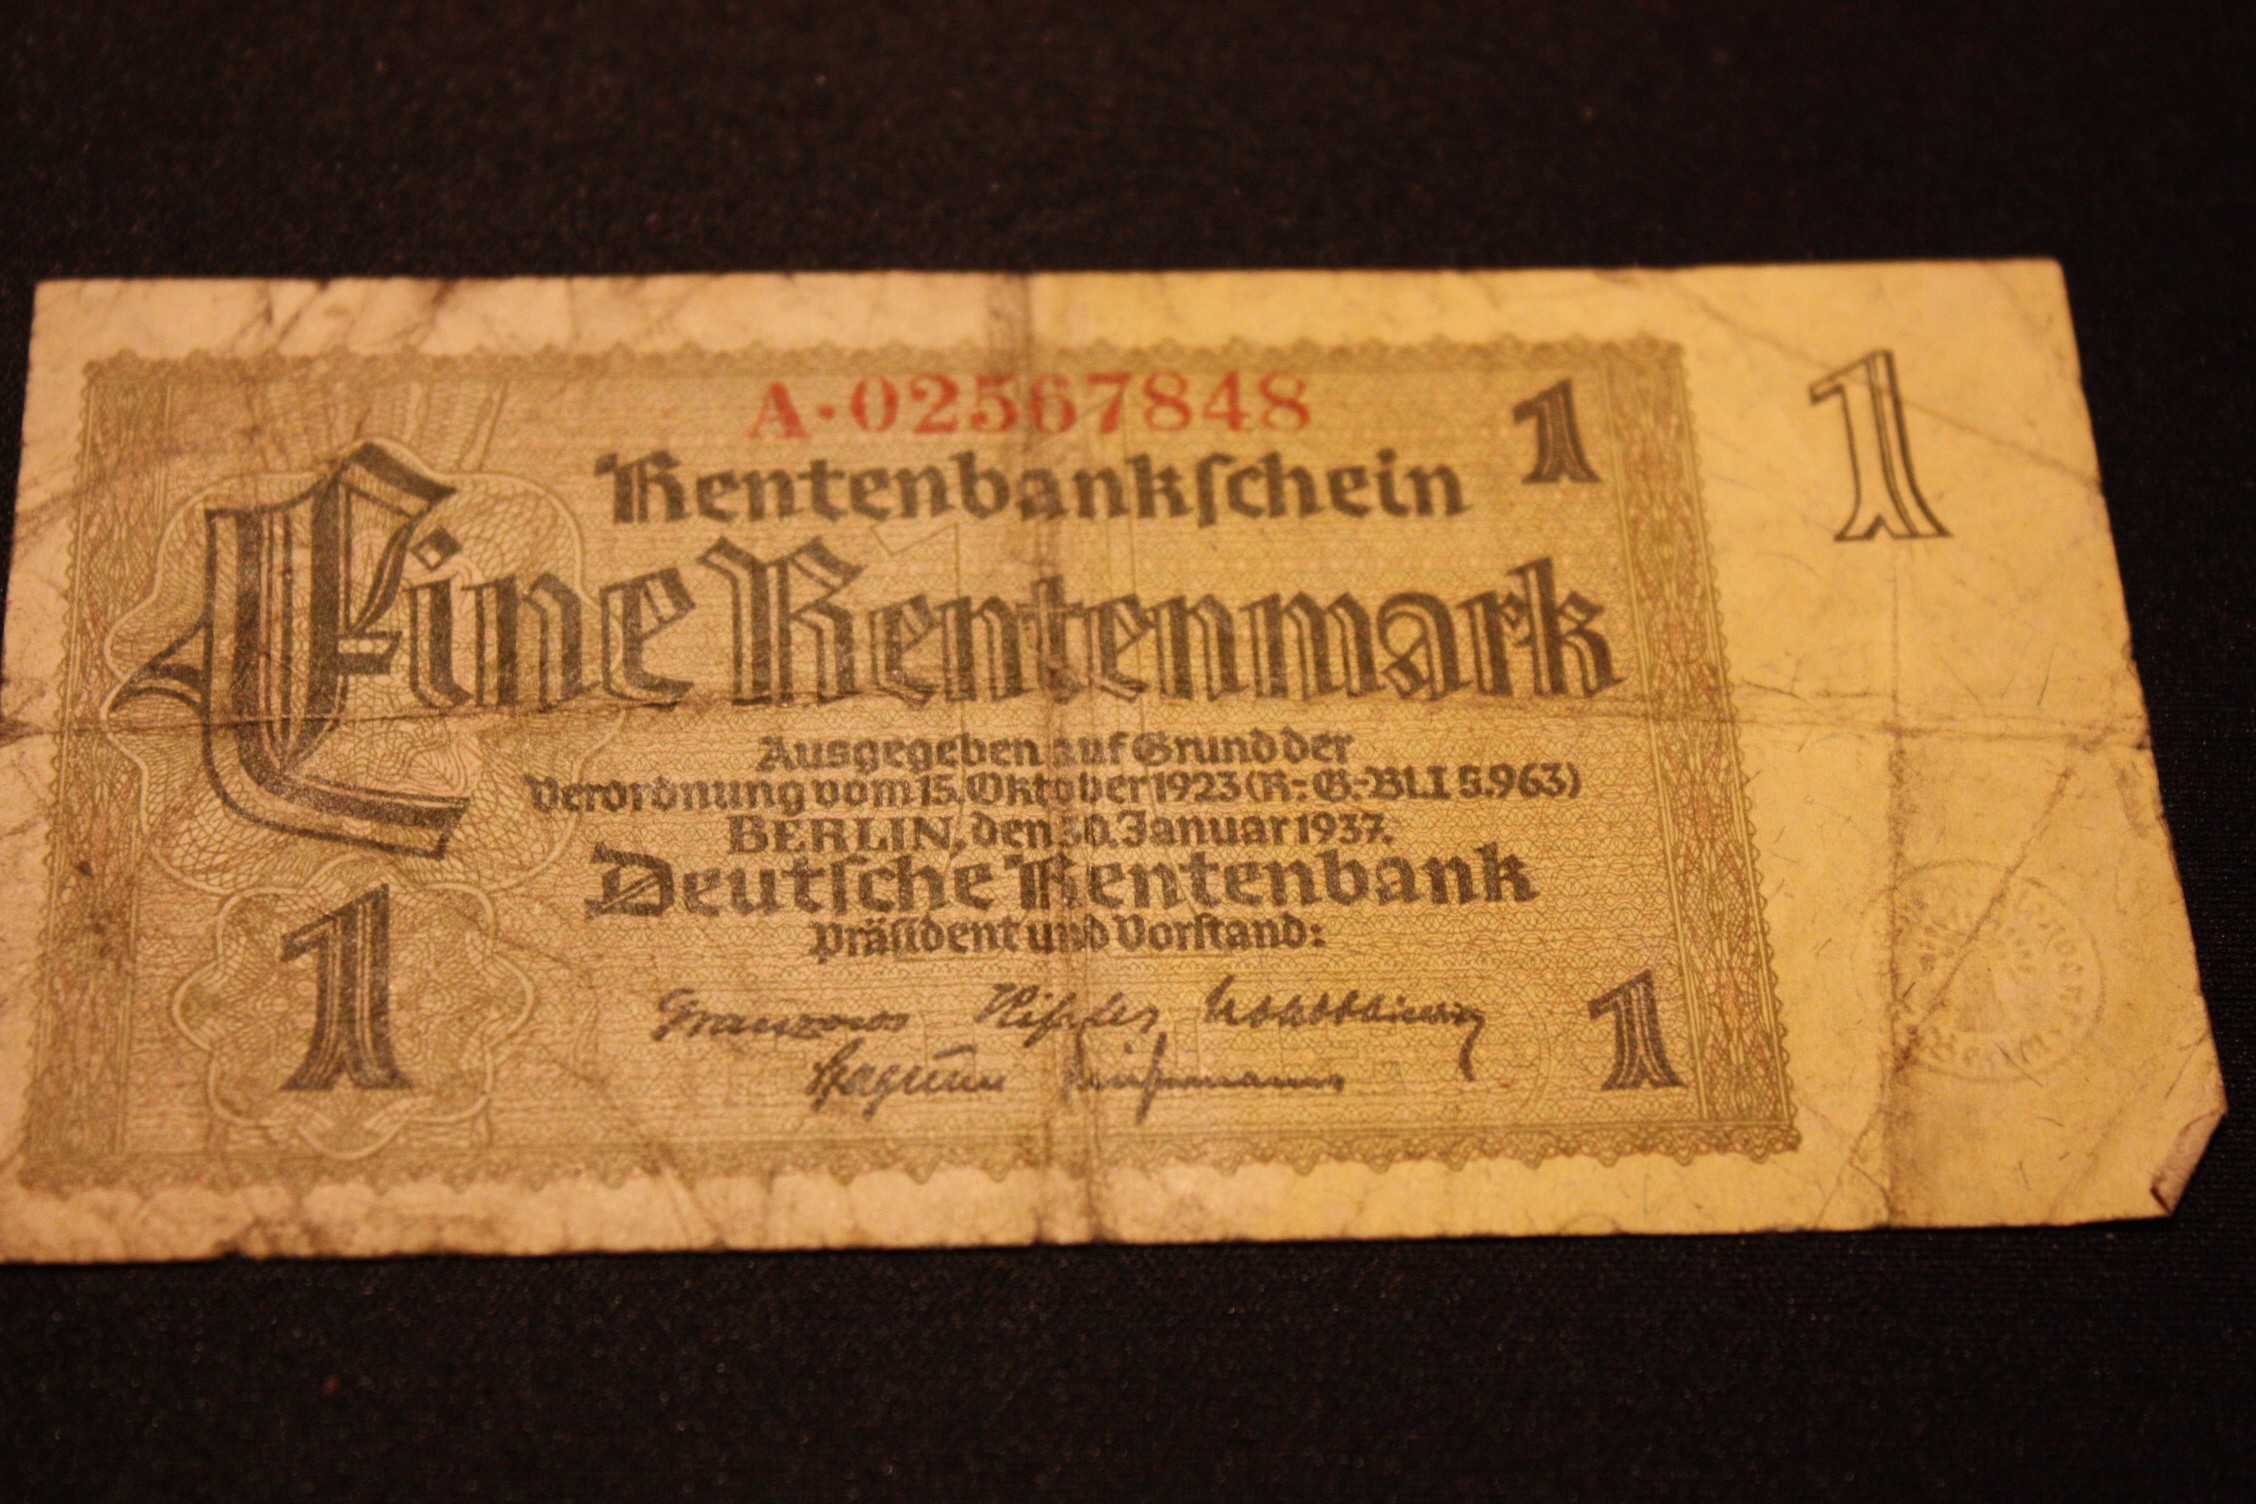 A·02567848
1
1
Rentenbankschein
Eine Rentenmark
Ausgegeben auf Grund der
Verordnung vom 15. Oktober 1923 (R.-G.-Bl. I S. 963)
BERLIN, den 30. Januar 1937.
Deutsche Rentenbank
Präsident und Vorstand:
1
1